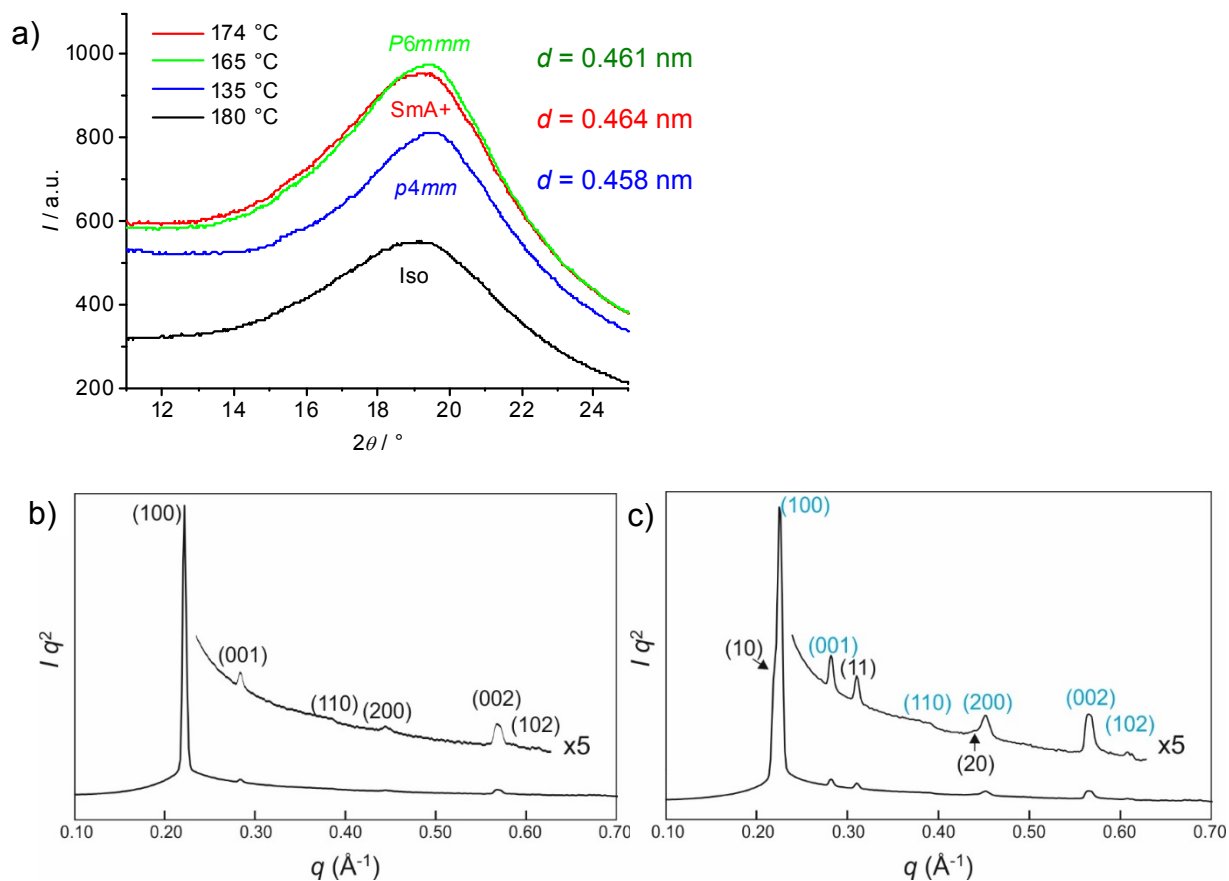 a)
174 °C
165 °C
135 °C
180 °C
P6mmm
SmA+
p4mm
Iso
d = 0.461 nm
d = 0.464 nm
d = 0.458 nm
I / a.u.
1000
800
600
400
200
12 14 16 18 20 22 24
2θ / °
b)
(100)
(001)
(110)
(200)
(002)
(102)
x5
I q²
0.10 0.20 0.30 0.40 0.50 0.60 0.70
q (Å⁻¹)
c)
(100)
(10)
(001)
(11)
(110)
(200)
(20)
(002)
(102)
x5
I q²
0.10 0.20 0.30 0.40 0.50 0.60 0.70
q (Å⁻¹)